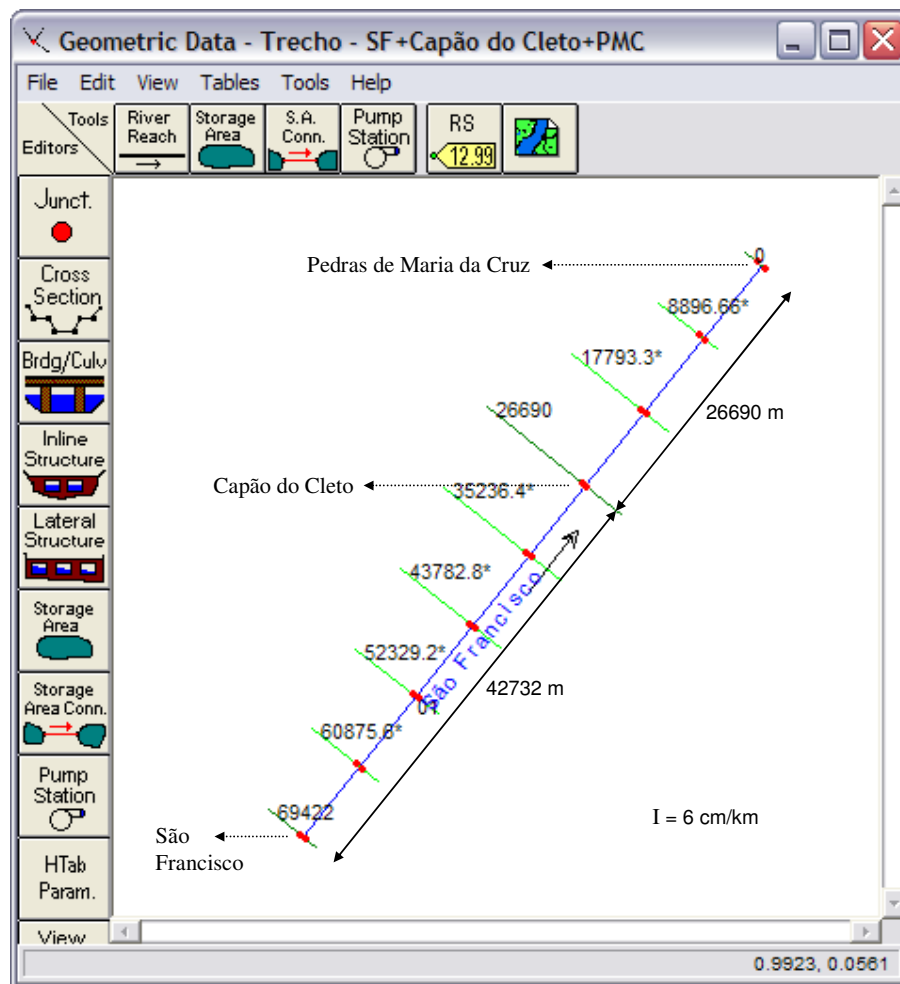 Geometric Data - Trecho - SF+Capão do Cleto+PMC
File Edit View Tables Tools Help
Tools
Editors
River
Reach
Storage
Area
S.A.
Conn.
Pump
Station
RS
12.99
Junct.
Cross
Section
Brdg/Culv
Inline
Structure
Lateral
Structure
Storage
Area
Storage
Area Conn.
Pump
Station
HTab
Param.
View
Pedras de Maria da Cruz
0
8896.66*
17793.3*
26690 m
26690
Capão do Cleto
35236.4*
43782.8*
São Francisco
52329.2*
42732 m
01
60875.6*
69422
São
Francisco
I = 6 cm/km
0.9923, 0.0561